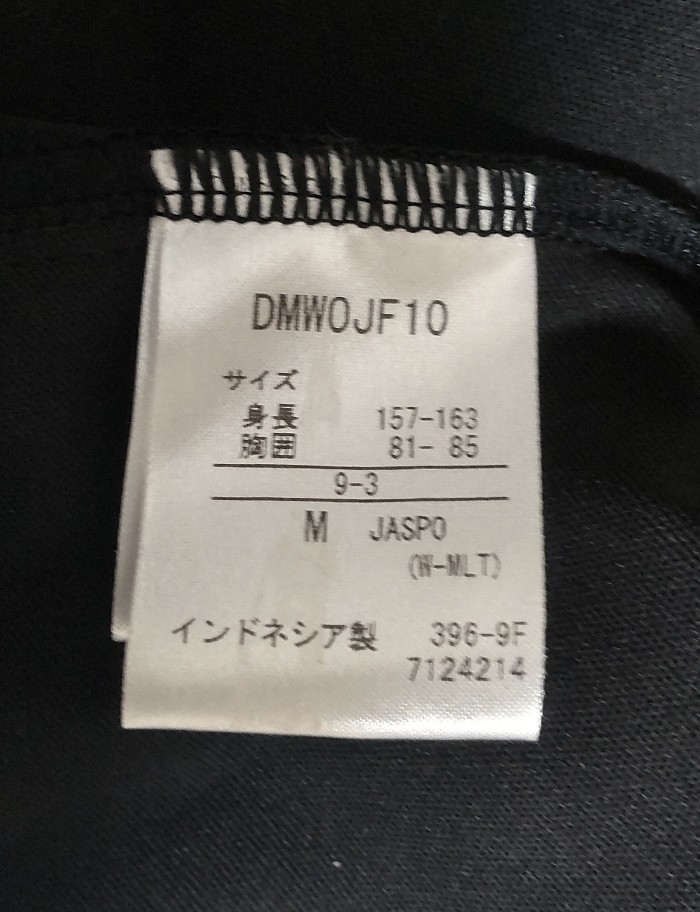 DMWOJF10
サイズ
身長 157-163
胸囲 81- 85
9-3
M JASPO
(W-MLT)
インドネシア製 396-9F
7124214